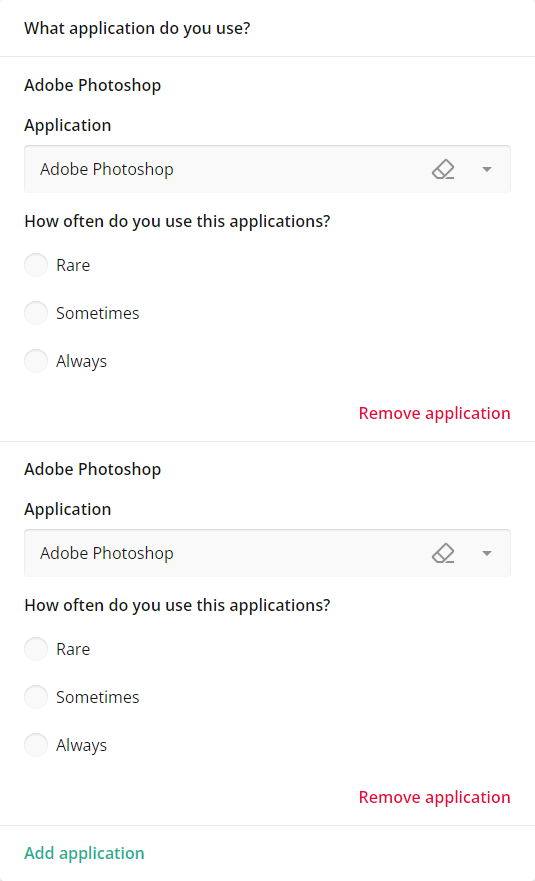 What application do you use?
Adobe Photoshop
Application
Adobe Photoshop
How often do you use this applications?
Rare
Sometimes
Always
Remove application
Adobe Photoshop
Application
Adobe Photoshop
How often do you use this applications?
Rare
Sometimes
Always
Remove application
Add application